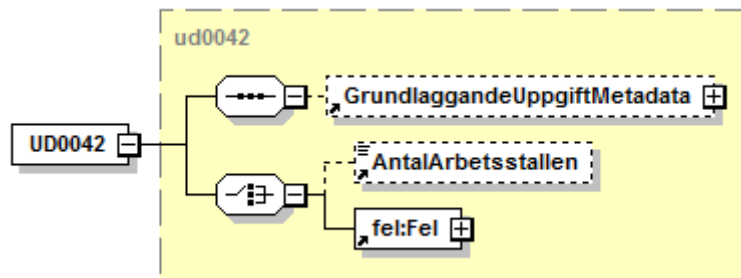 ud0042
GrundlaggandeUppgiftMetadata
UD0042
AntalArbetsstallen
fel:Fel